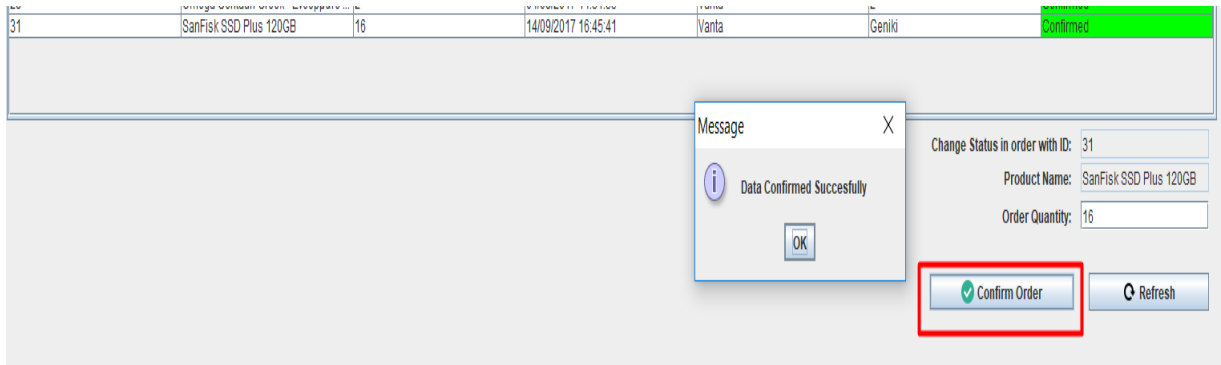 31 SanFisk SSD Plus 120GB 16 14/09/2017 16:45:41 Vanta Geniki Confirmed
Message X
Data Confirmed Succesfully
OK
Change Status in order with ID: 31
Product Name: SanFisk SSD Plus 120GB
Order Quantity: 16
Confirm Order Refresh